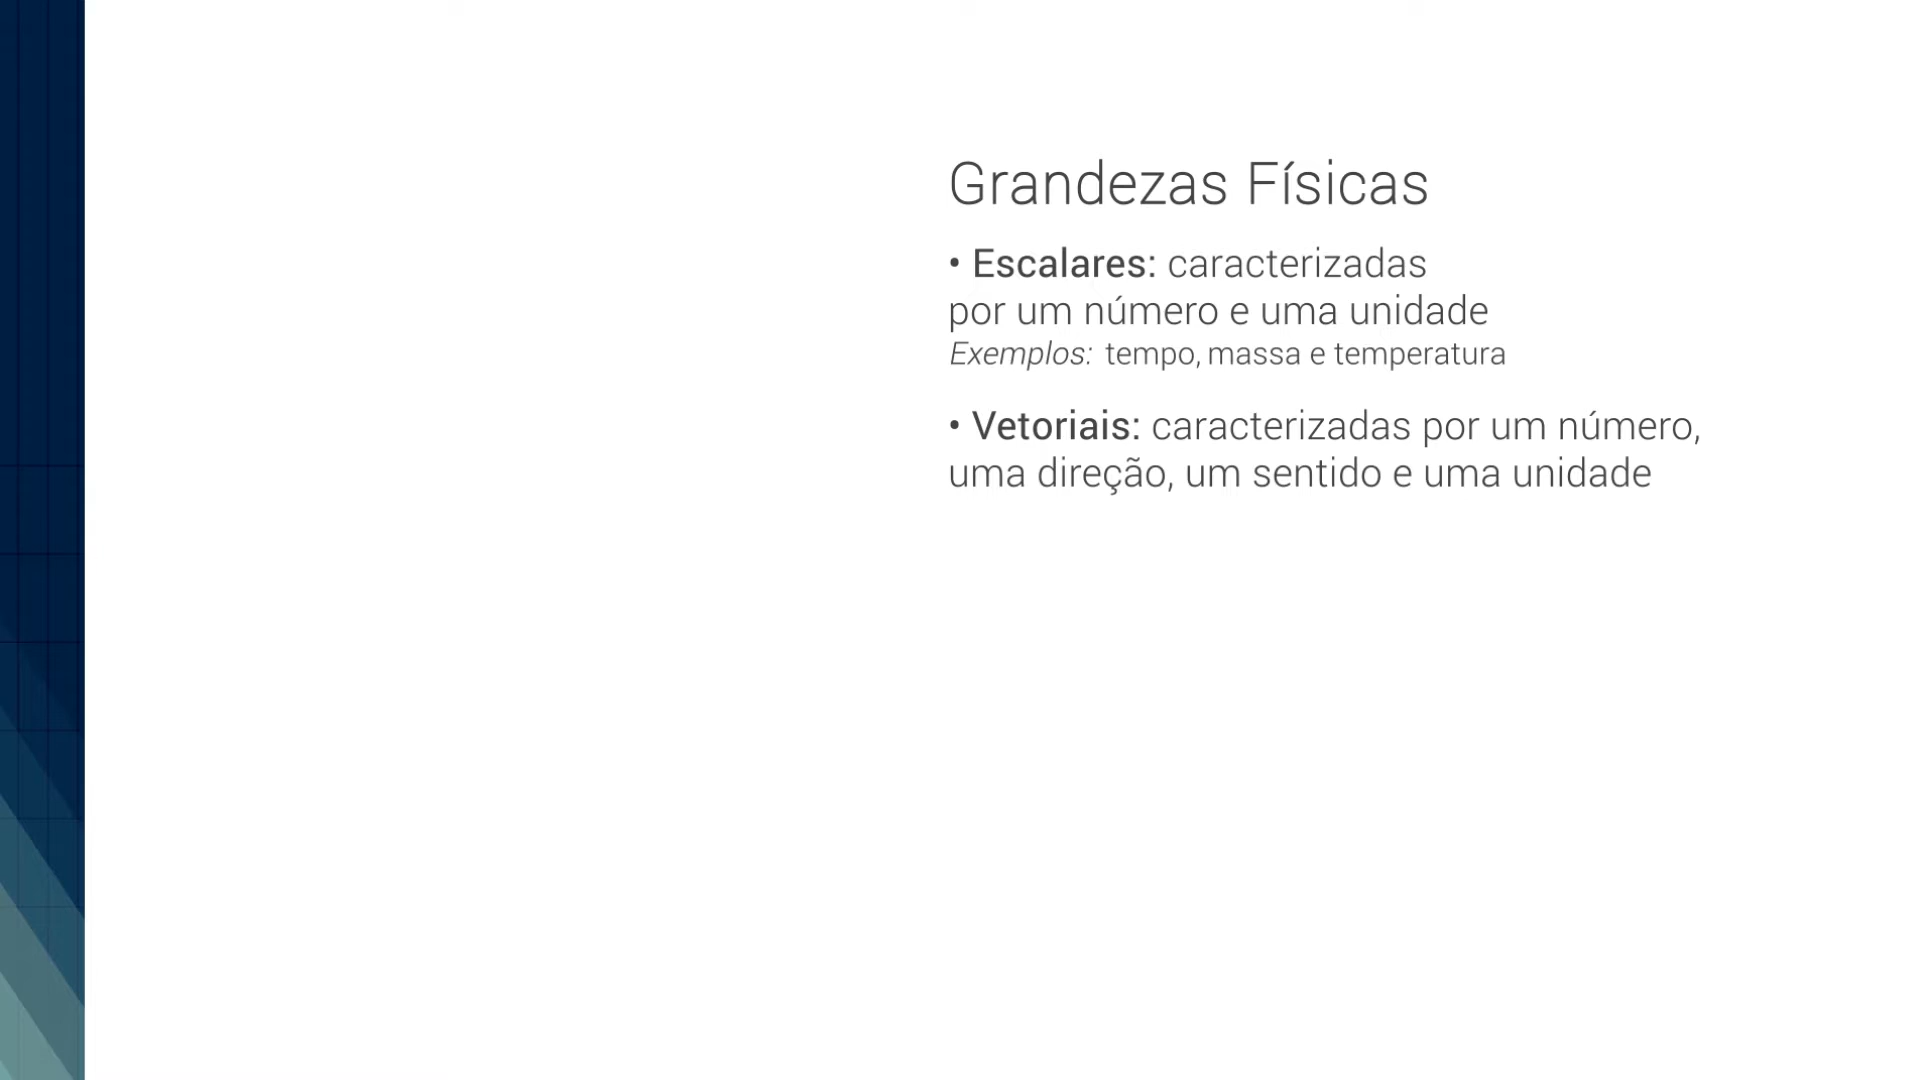 Grandezas Físicas
• Escalares: caracterizadas
por um número e uma unidade
Exemplos: tempo, massa e temperatura
• Vetoriais: caracterizadas por um número,
uma direção, um sentido e uma unidade